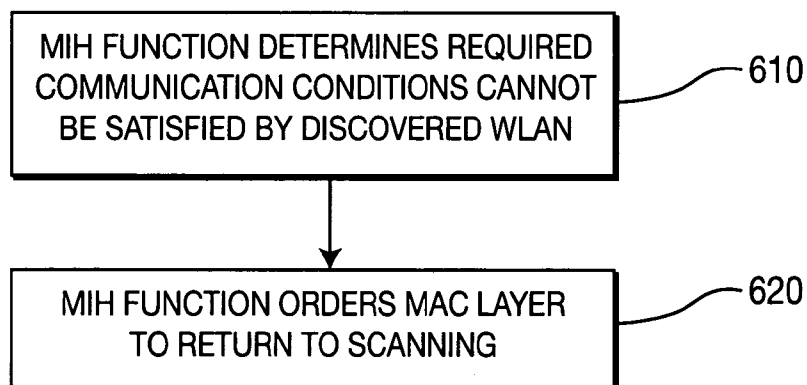 MIH FUNCTION DETERMINES REQUIRED
COMMUNICATION CONDITIONS CANNOT
BE SATISFIED BY DISCOVERED WLAN
610
MIH FUNCTION ORDERS MAC LAYER
TO RETURN TO SCANNING
620